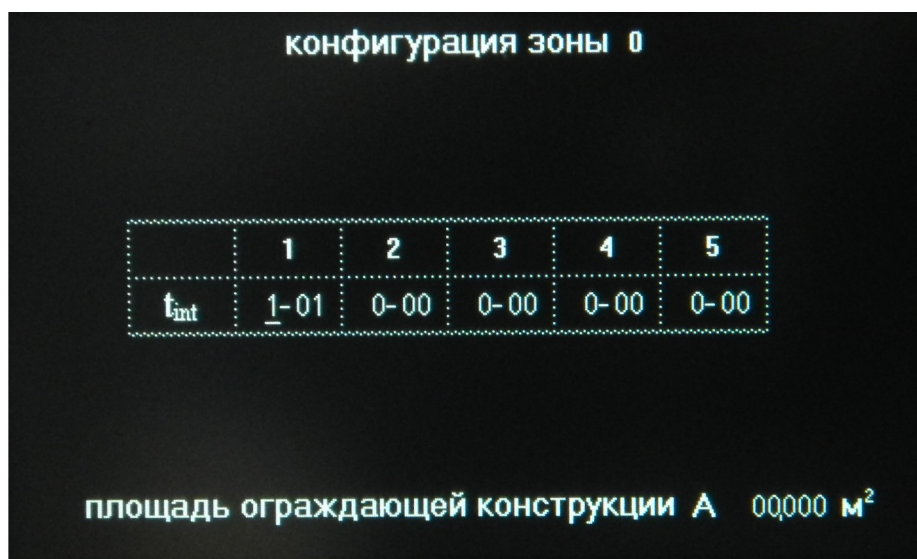 конфигурация зоны 0
1 2 3 4 5
tint 1-01 0-00 0-00 0-00 0-00
площадь ограждающей конструкции А 00,000 м²